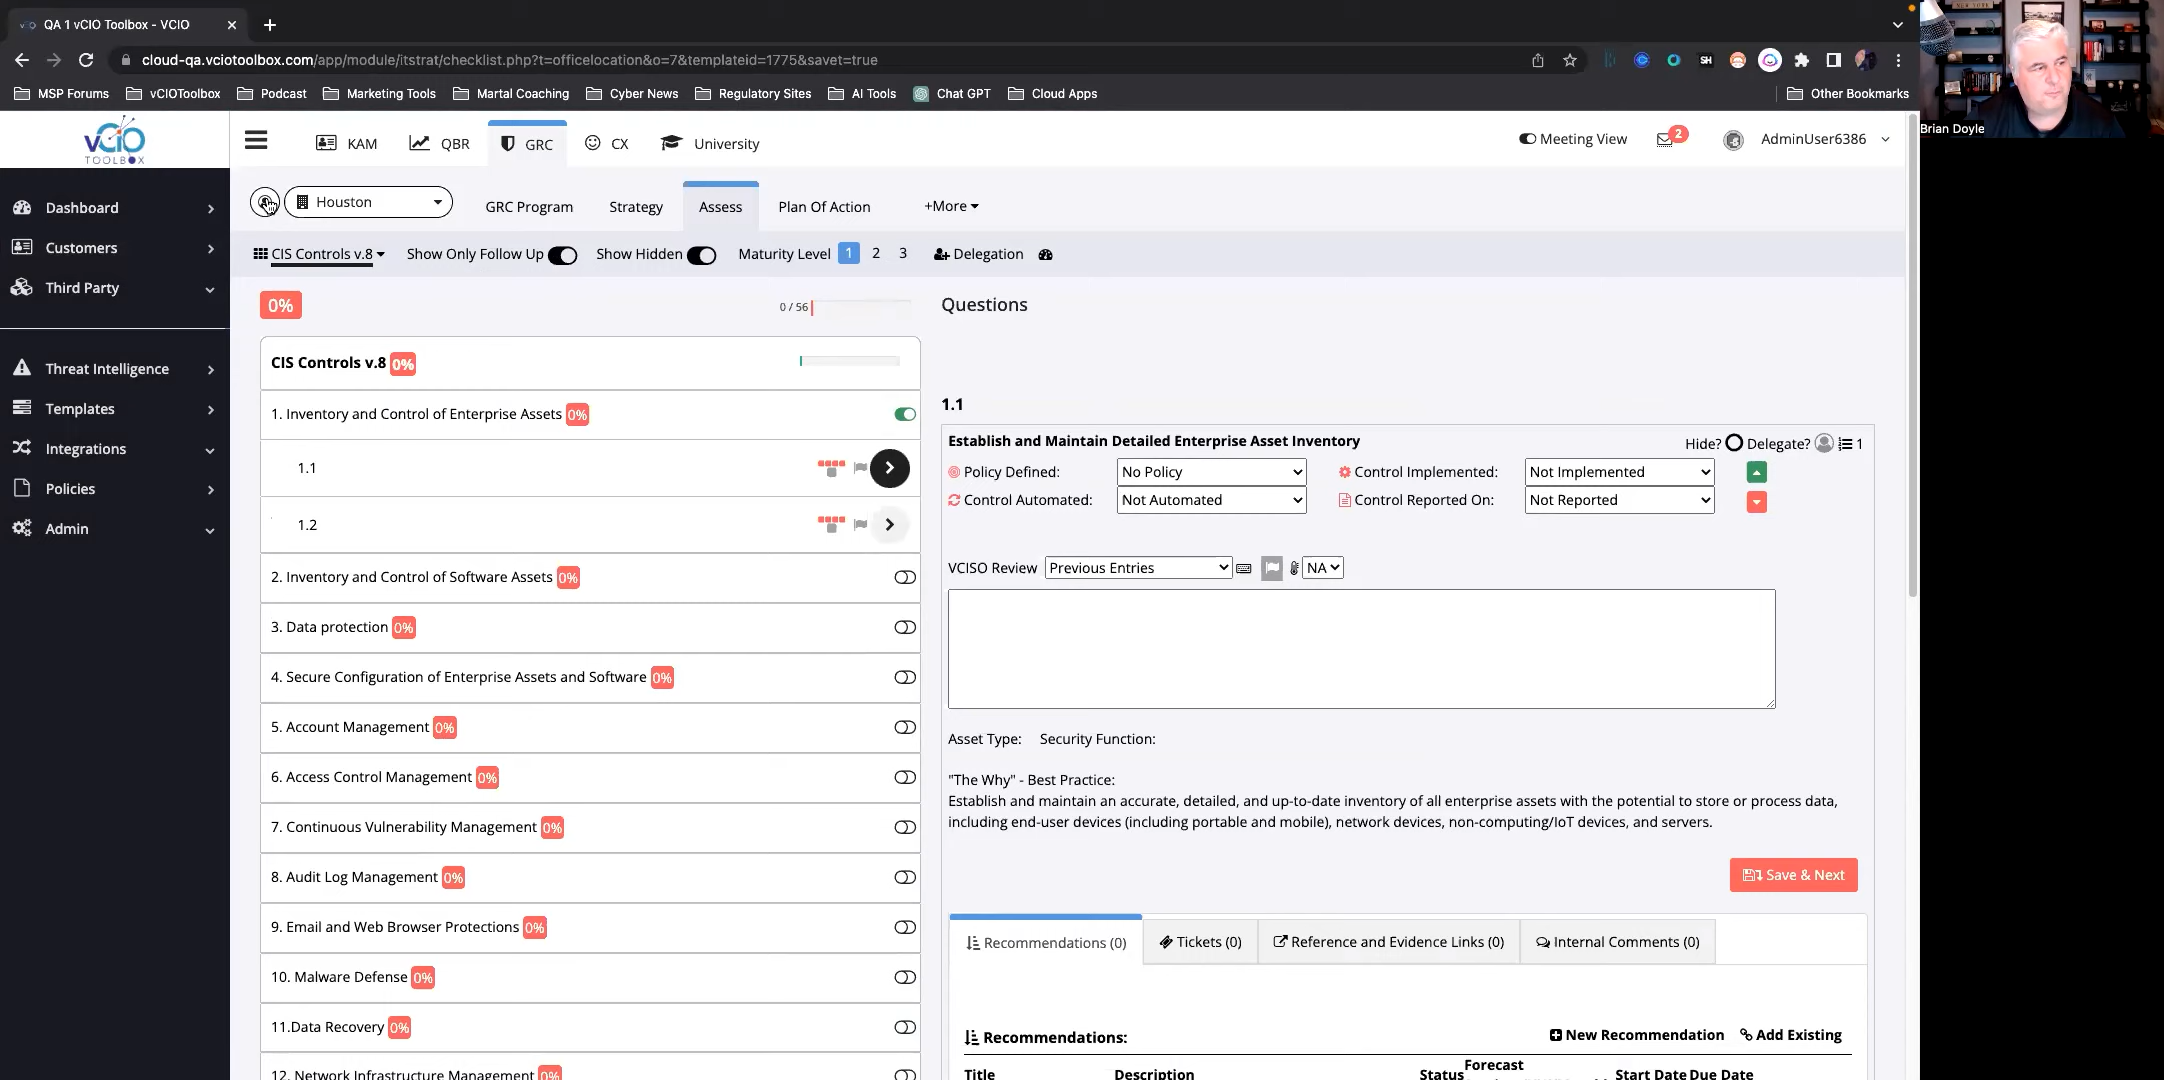 QA 1 vCIO Toolbox - VCIO
cloud-qa.vciotoolbox.com/app/module/itstrat/checklist.php?t=officelocation&o=7&templateid=1775&savet=true
SH
MSP Forums
vCIOToolbox
Podcast
Marketing Tools
Martal Coaching
Cyber News
Regulatory Sites
AI Tools
Chat GPT
Cloud Apps
Other Bookmarks
NEW YORK
Brian Doyle
vCIO
TOOLBOX
KAM
QBR
GRC
CX
University
Meeting View
2
AdminUser6386
Dashboard
Customers
Third Party
Threat Intelligence
Templates
Integrations
Policies
Admin
Houston
GRC Program
Strategy
Assess
Plan Of Action
+More
CIS Controls v.8
Show Only Follow Up
Show Hidden
Maturity Level 1 2 3
Delegation
0%
0 / 56
CIS Controls v.8 0%
1. Inventory and Control of Enterprise Assets 0%
1.1
1.2
2. Inventory and Control of Software Assets 0%
3. Data protection 0%
4. Secure Configuration of Enterprise Assets and Software 0%
5. Account Management 0%
6. Access Control Management 0%
7. Continuous Vulnerability Management 0%
8. Audit Log Management 0%
9. Email and Web Browser Protections 0%
10. Malware Defense 0%
11.Data Recovery 0%
12. Network Infrastructure Management 0%
Questions
1.1
Establish and Maintain Detailed Enterprise Asset Inventory
Hide? Delegate? 1
Policy Defined: No Policy
Control Implemented: Not Implemented
Control Automated: Not Automated
Control Reported On: Not Reported
VCISO Review Previous Entries NA
Asset Type: Security Function:
"The Why" - Best Practice:
Establish and maintain an accurate, detailed, and up-to-date inventory of all enterprise assets with the potential to store or process data,
including end-user devices (including portable and mobile), network devices, non-computing/IoT devices, and servers.
Save & Next
Recommendations (0)
Tickets (0)
Reference and Evidence Links (0)
Internal Comments (0)
Recommendations:
New Recommendation
Add Existing
Title
Description
Status
Forecast
Start Date
Due Date